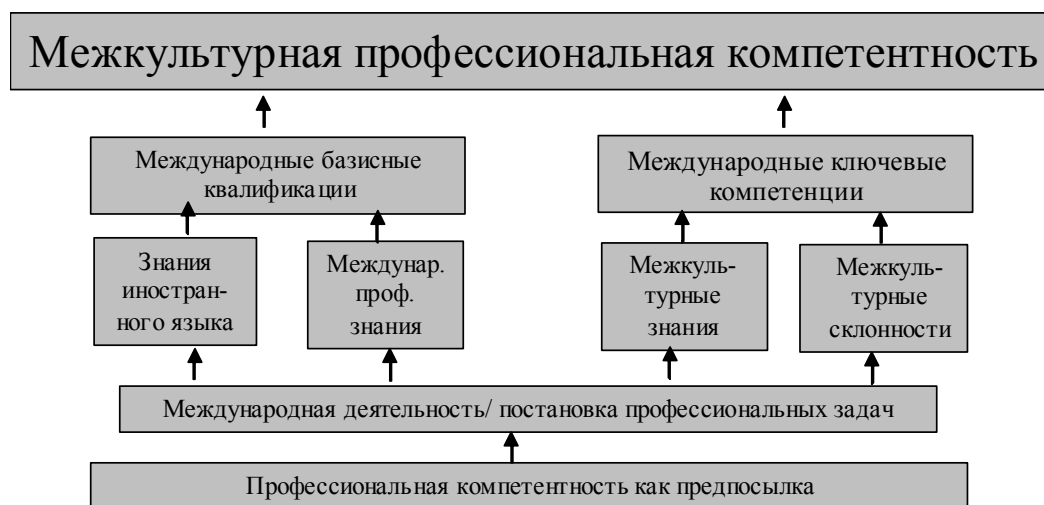 Межкультурная профессиональная компетентность
Международные базисные
квалификации
Международные ключевые
компетенции
Знания
иностран-
ного языка
Междунар.
проф.
знания
Межкуль-
турные
знания
Межкуль-
турные
склонности
Международная деятельность/ постановка профессиональных задач
Профессиональная компетентность как предпосылка